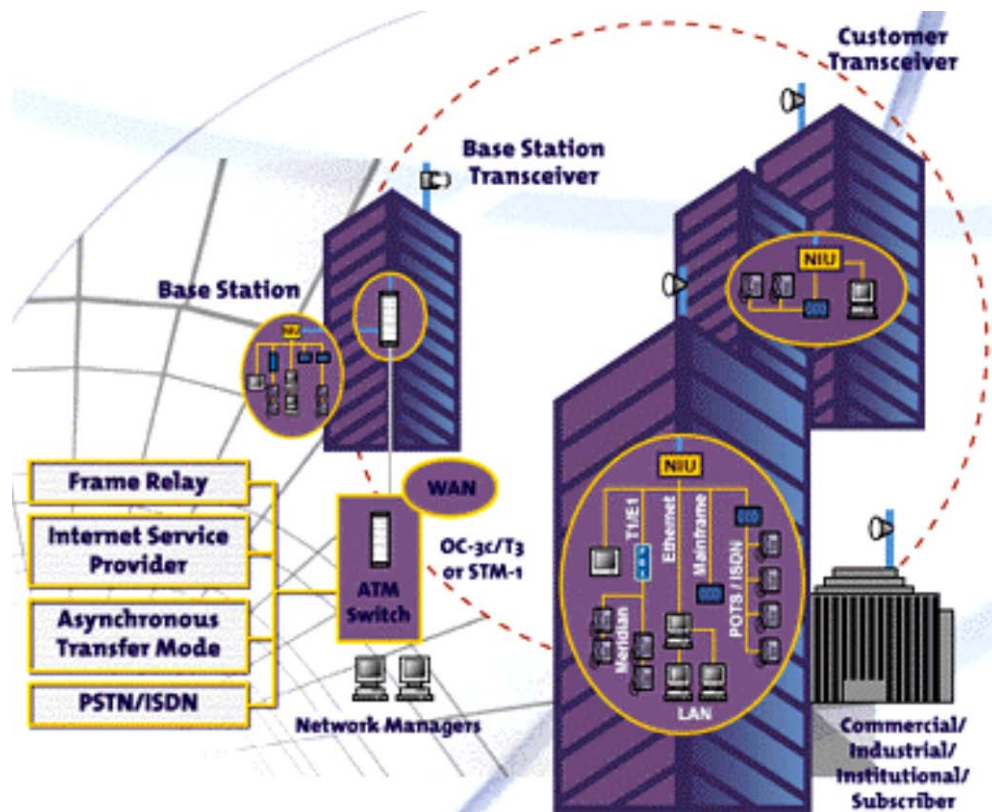 Customer
Transceiver
Base Station
Transceiver
Base Station
NIU
NIU
Frame Relay
Internet Service
Provider
Asynchronous
Transfer Mode
PSTN/ISDN
WAN
ATM
Switch
OC-3c/T3
or STM-1
Network Managers
NIU
T1/E1
Ethernet
Mainframe
POTS / ISDN
Meridian
LAN
Commercial/
Industrial/
Institutional/
Subscriber